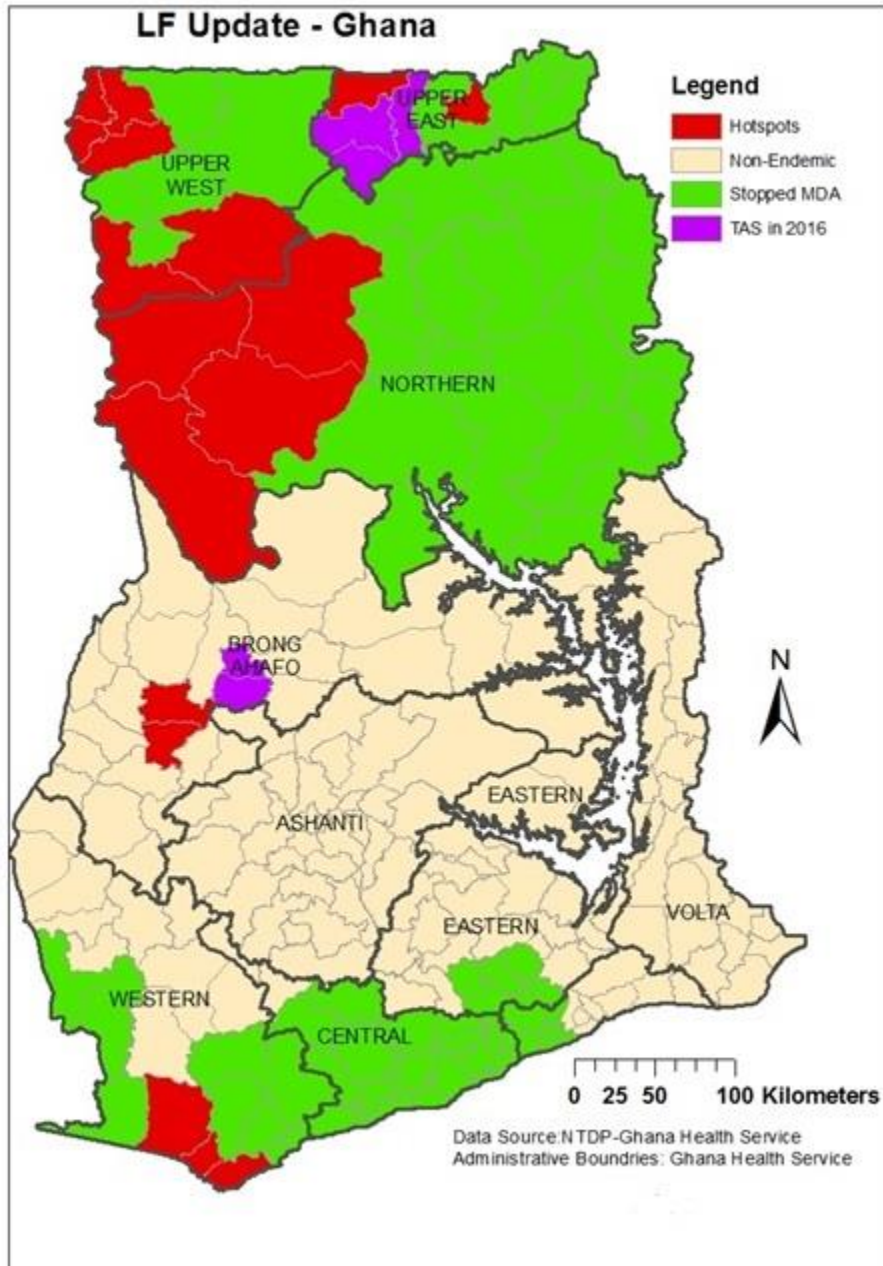 LF Update - Ghana
Legend
Hotspots
Non-Endemic
Stopped MDA
TAS in 2016
UPPER
EAST
UPPER
WEST
NORTHERN
BRONG
AHAFO
N
EASTERN
ASHANTI
VOLTA
EASTERN
WESTERN
CENTRAL
0 25 50 100 Kilometers
Data Source:NTDP-Ghana Health Service
Administrative Boundries: Ghana Health Service